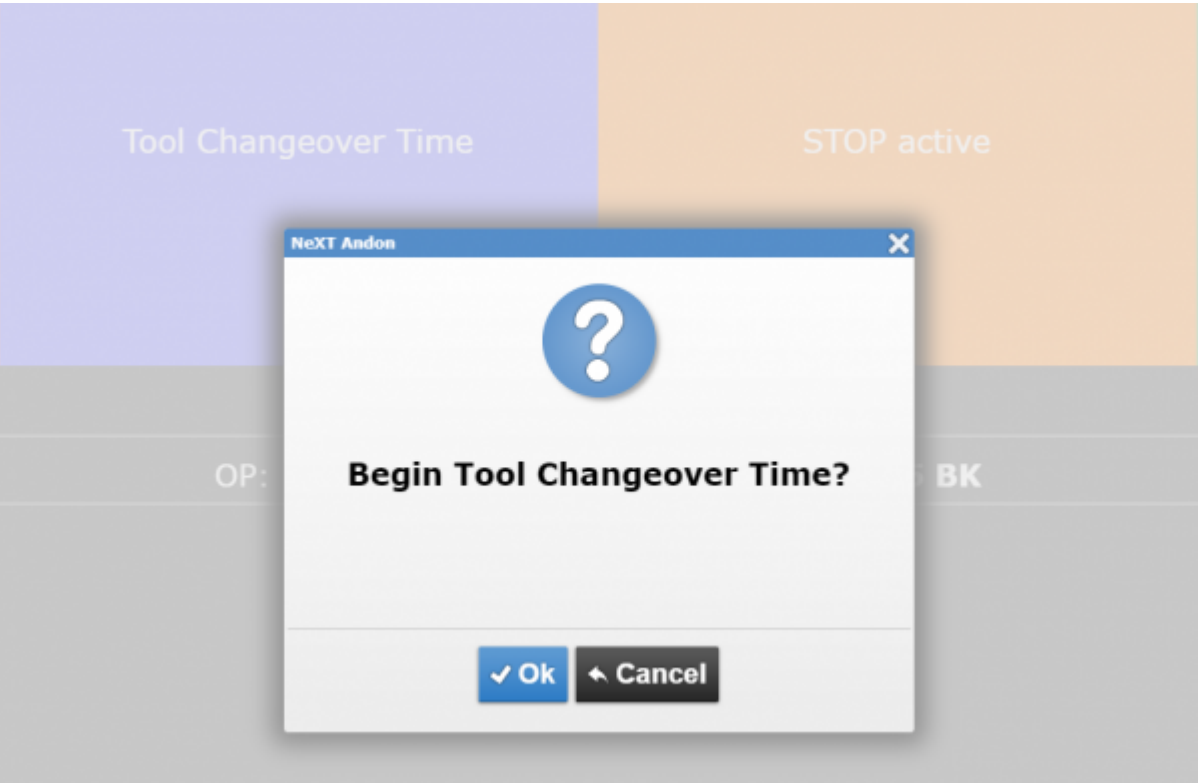 Tool Changeover Time
STOP active
NeXT Andon
Begin Tool Changeover Time?
OP:
BK
Ok
Cancel